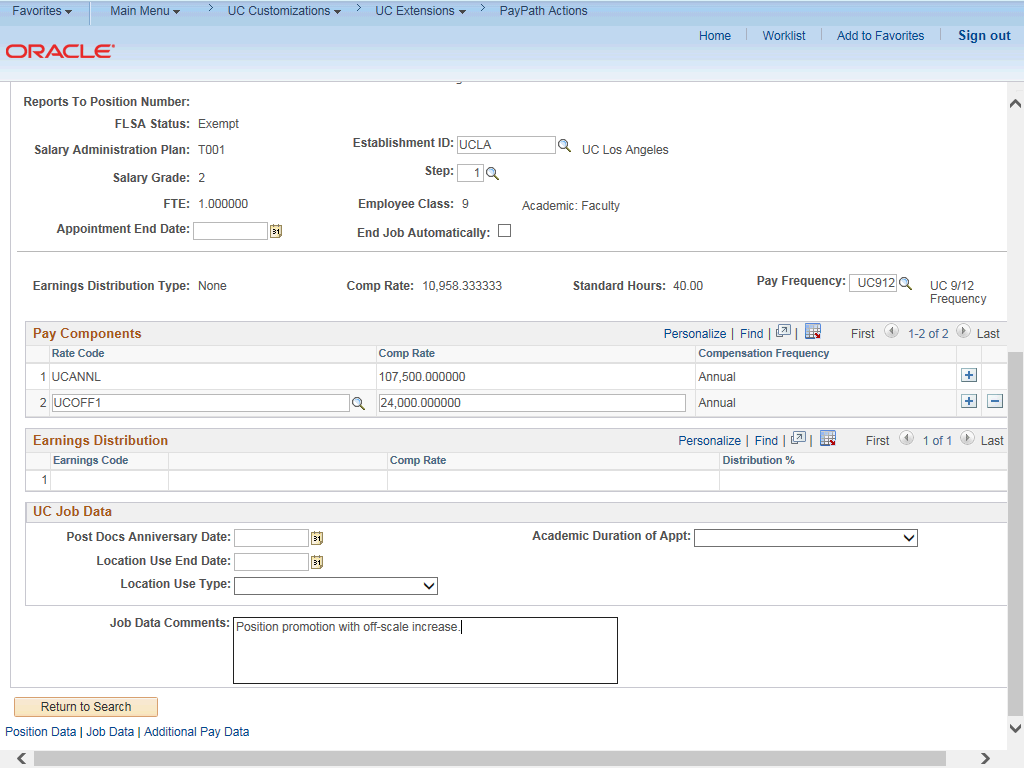 Favorites Main Menu > UC Customizations > UC Extensions > PayPath Actions
Home Worklist Add to Favorites Sign out
ORACLE
Reports To Position Number:
FLSA Status: Exempt
Salary Administration Plan: T001 Establishment ID: UCLA UC Los Angeles
Salary Grade: 2 Step: 1
FTE: 1.000000 Employee Class: 9 Academic: Faculty
Appointment End Date: 31 End Job Automatically:
Earnings Distribution Type: None Comp Rate: 10,958.333333 Standard Hours: 40.00 Pay Frequency: UC912 UC 9/12
Frequency
Pay Components Personalize | Find | | First 1-2 of 2 Last
Rate Code Comp Rate Compensation Frequency
1 UCANNL 107,500.000000 Annual
2 UCOFF1 24,000.000000 Annual
Earnings Distribution Personalize | Find | | First 1 of 1 Last
Earnings Code Comp Rate Distribution %
1
UC Job Data
Post Docs Anniversary Date: 31 Academic Duration of Appt:
Location Use End Date: 31
Location Use Type:
Job Data Comments: Position promotion with off-scale increase.
Return to Search
Position Data | Job Data | Additional Pay Data